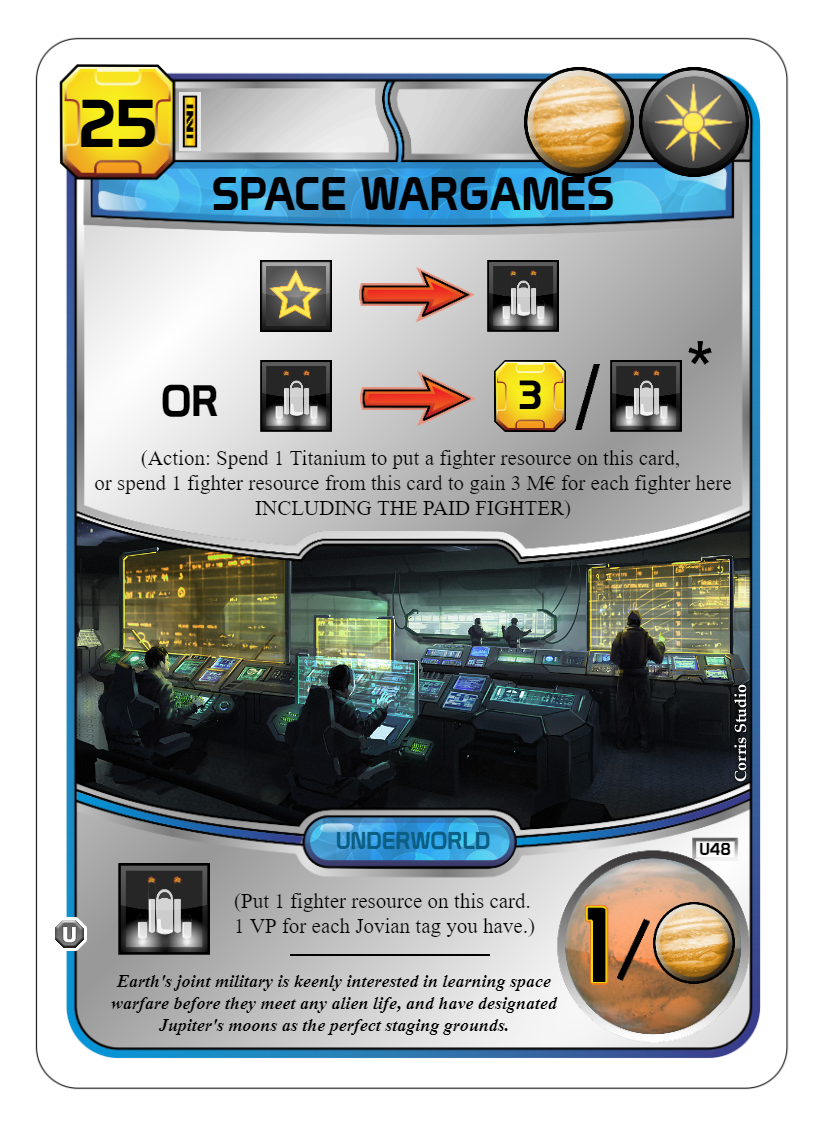 25
SPACE WARGAMES
OR
3 / *
(Action: Spend 1 Titanium to put a fighter resource on this card,
or spend 1 fighter resource from this card to gain 3 M€ for each fighter here
INCLUDING THE PAID FIGHTER)
Corris Studio
UNDERWORLD
U48
(Put 1 fighter resource on this card.
1 VP for each Jovian tag you have.)
1/
U
Earth's joint military is keenly interested in learning space
warfare before they meet any alien life, and have designated
Jupiter's moons as the perfect staging grounds.